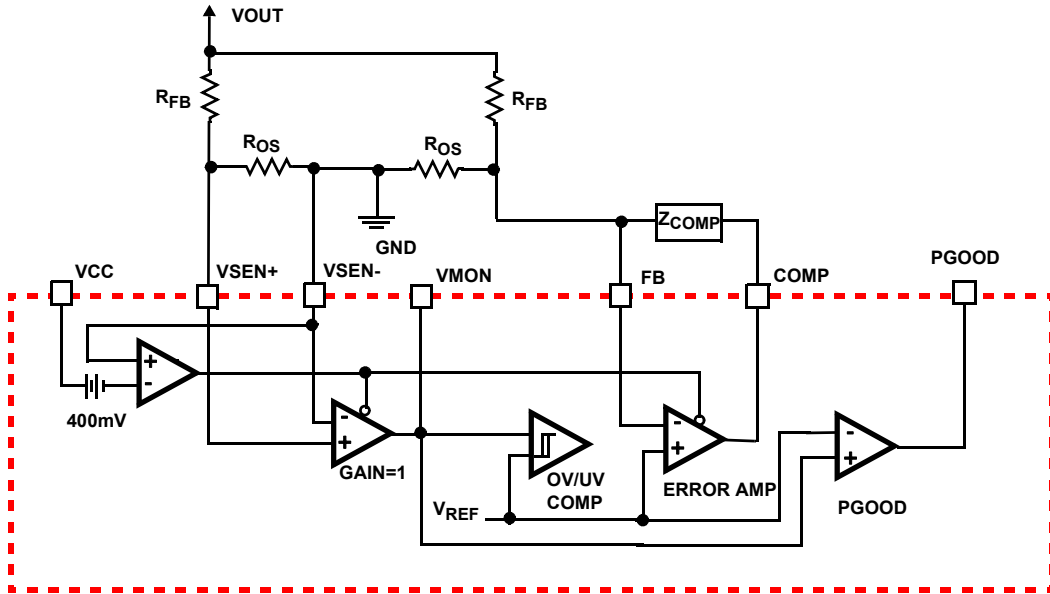 VOUT
RFB
RFB
ROS
ROS
GND
ZCOMP
VCC
VSEN+
VSEN-
VMON
FB
COMP
PGOOD
+
-
400mV
-
+
GAIN=1
OV/UV
COMP
-
+
ERROR AMP
-
+
PGOOD
VREF